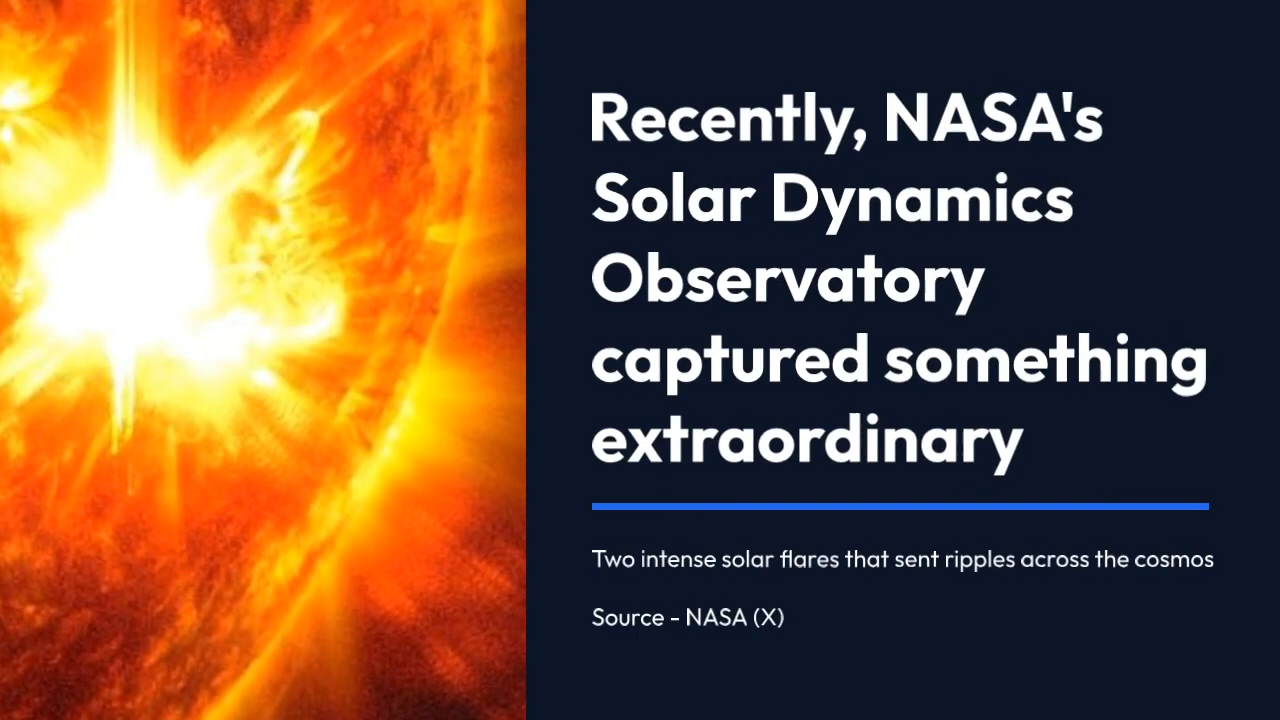 Recently, NASA's
Solar Dynamics
Observatory
captured something
extraordinary
Two intense solar flares that sent ripples across the cosmos
Source - NASA (X)